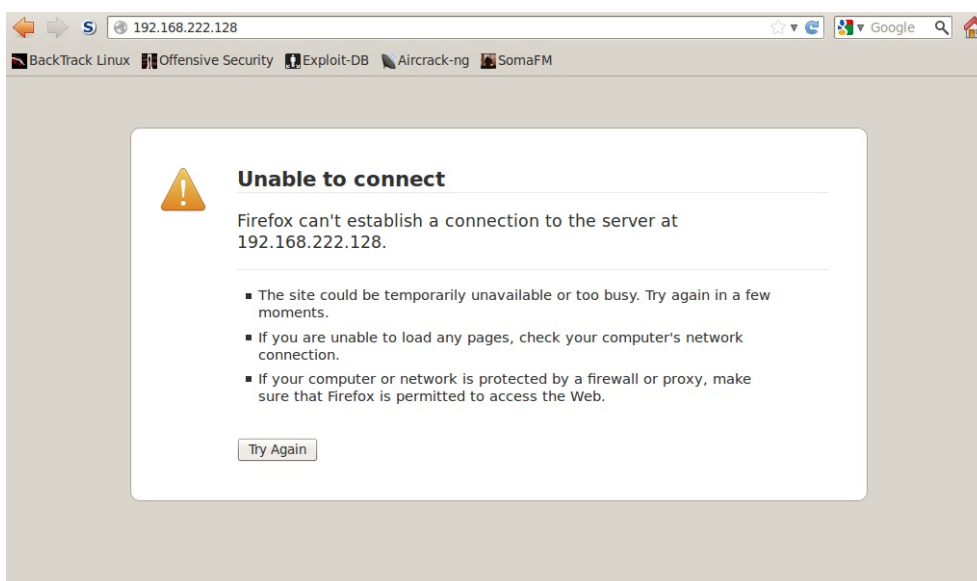 S 192.168.222.128 Google
BackTrack Linux Offensive Security Exploit-DB Aircrack-ng SomaFM
Unable to connect
Firefox can't establish a connection to the server at
192.168.222.128.
The site could be temporarily unavailable or too busy. Try again in a few
moments.
If you are unable to load any pages, check your computer's network
connection.
If your computer or network is protected by a firewall or proxy, make
sure that Firefox is permitted to access the Web.
Try Again